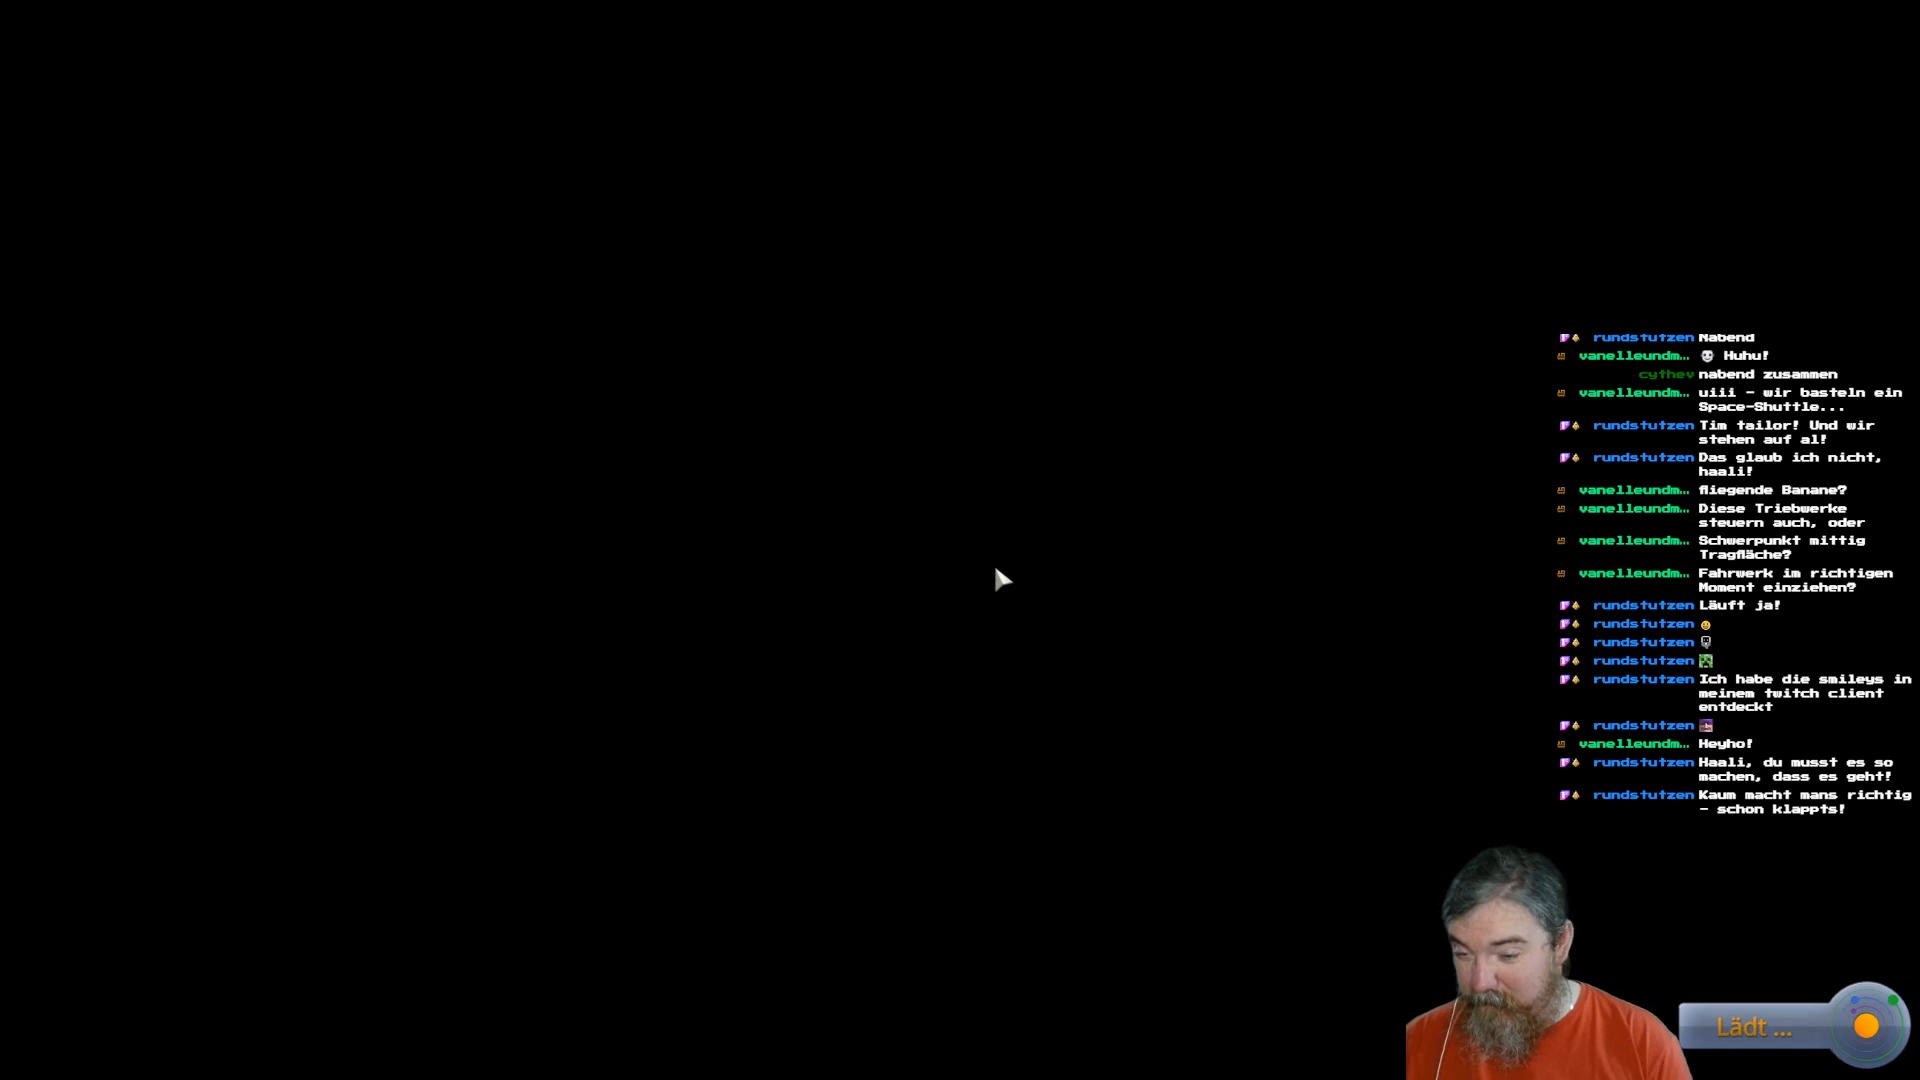 rundstutzen Nabend
vanelleundm… Huhu!
cythev nabend zusammen
vanelleundm… uiii - wir basteln ein
Space-Shuttle...
rundstutzen Tim tailor! Und wir
stehen auf al!
rundstutzen Das glaub ich nicht,
haali!
vanelleundm… fliegende Banane?
vanelleundm… Diese Triebwerke
steuern auch, oder
vanelleundm… Schwerpunkt mittig
Tragfläche?
vanelleundm… Fahrwerk im richtigen
Moment einziehen?
rundstutzen Läuft ja!
rundstutzen
rundstutzen
rundstutzen
rundstutzen Ich habe die smileys in
meinem twitch client
entdeckt
rundstutzen
vanelleundm… Heyho!
rundstutzen Haali, du musst es so
machen, dass es geht!
rundstutzen Kaum macht mans richtig
- schon klappts!
Lädt ...